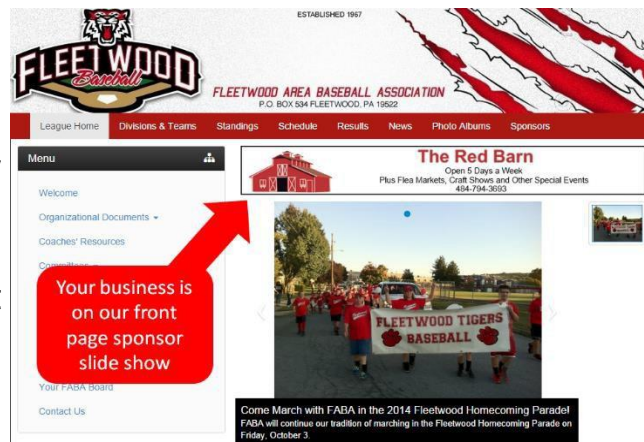 ESTABLISHED 1967
FLEETWOOD
Baseball
FLEETWOOD AREA BASEBALL ASSOCIATION
P.O. BOX 534 FLEETWOOD, PA 19522
League Home Divisions & Teams Standings Schedule Results News Photo Albums Sponsors
Menu
Welcome
Organizational Documents
Coaches' Resources
Your business is
on our front
page sponsor
slide show
Your FABA Board
Contact Us
The Red Barn
Open 5 Days a Week
Plus Flea Markets, Craft Shows and Other Special Events
484-794-3693
FLEETWOOD TIGERS
BASEBALL
Come March with FABA in the 2014 Fleetwood Homecoming Parade!
FABA will continue our tradition of marching in the Fleetwood Homecoming Parade on
Friday, October 3.